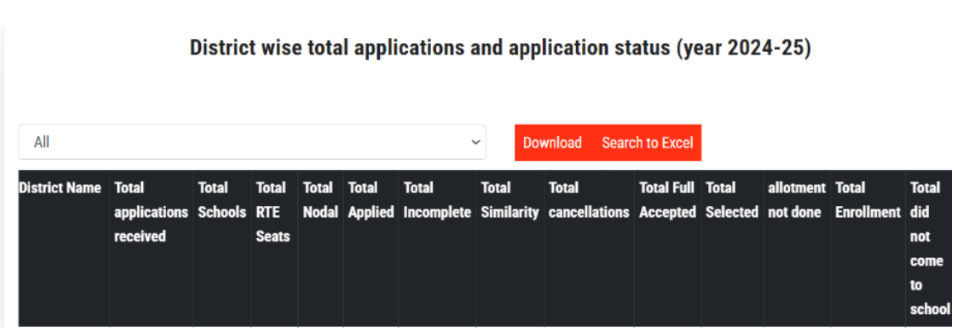 District wise total applications and application status (year 2024-25)
All
Download Search to Excel
District Name Total applications received Total Schools Total RTE Seats Total Nodal Total Applied Total Incomplete Total Similarity Total cancellations Total Full Accepted Total Selected allotment not done Total Enrollment Total did not come to school